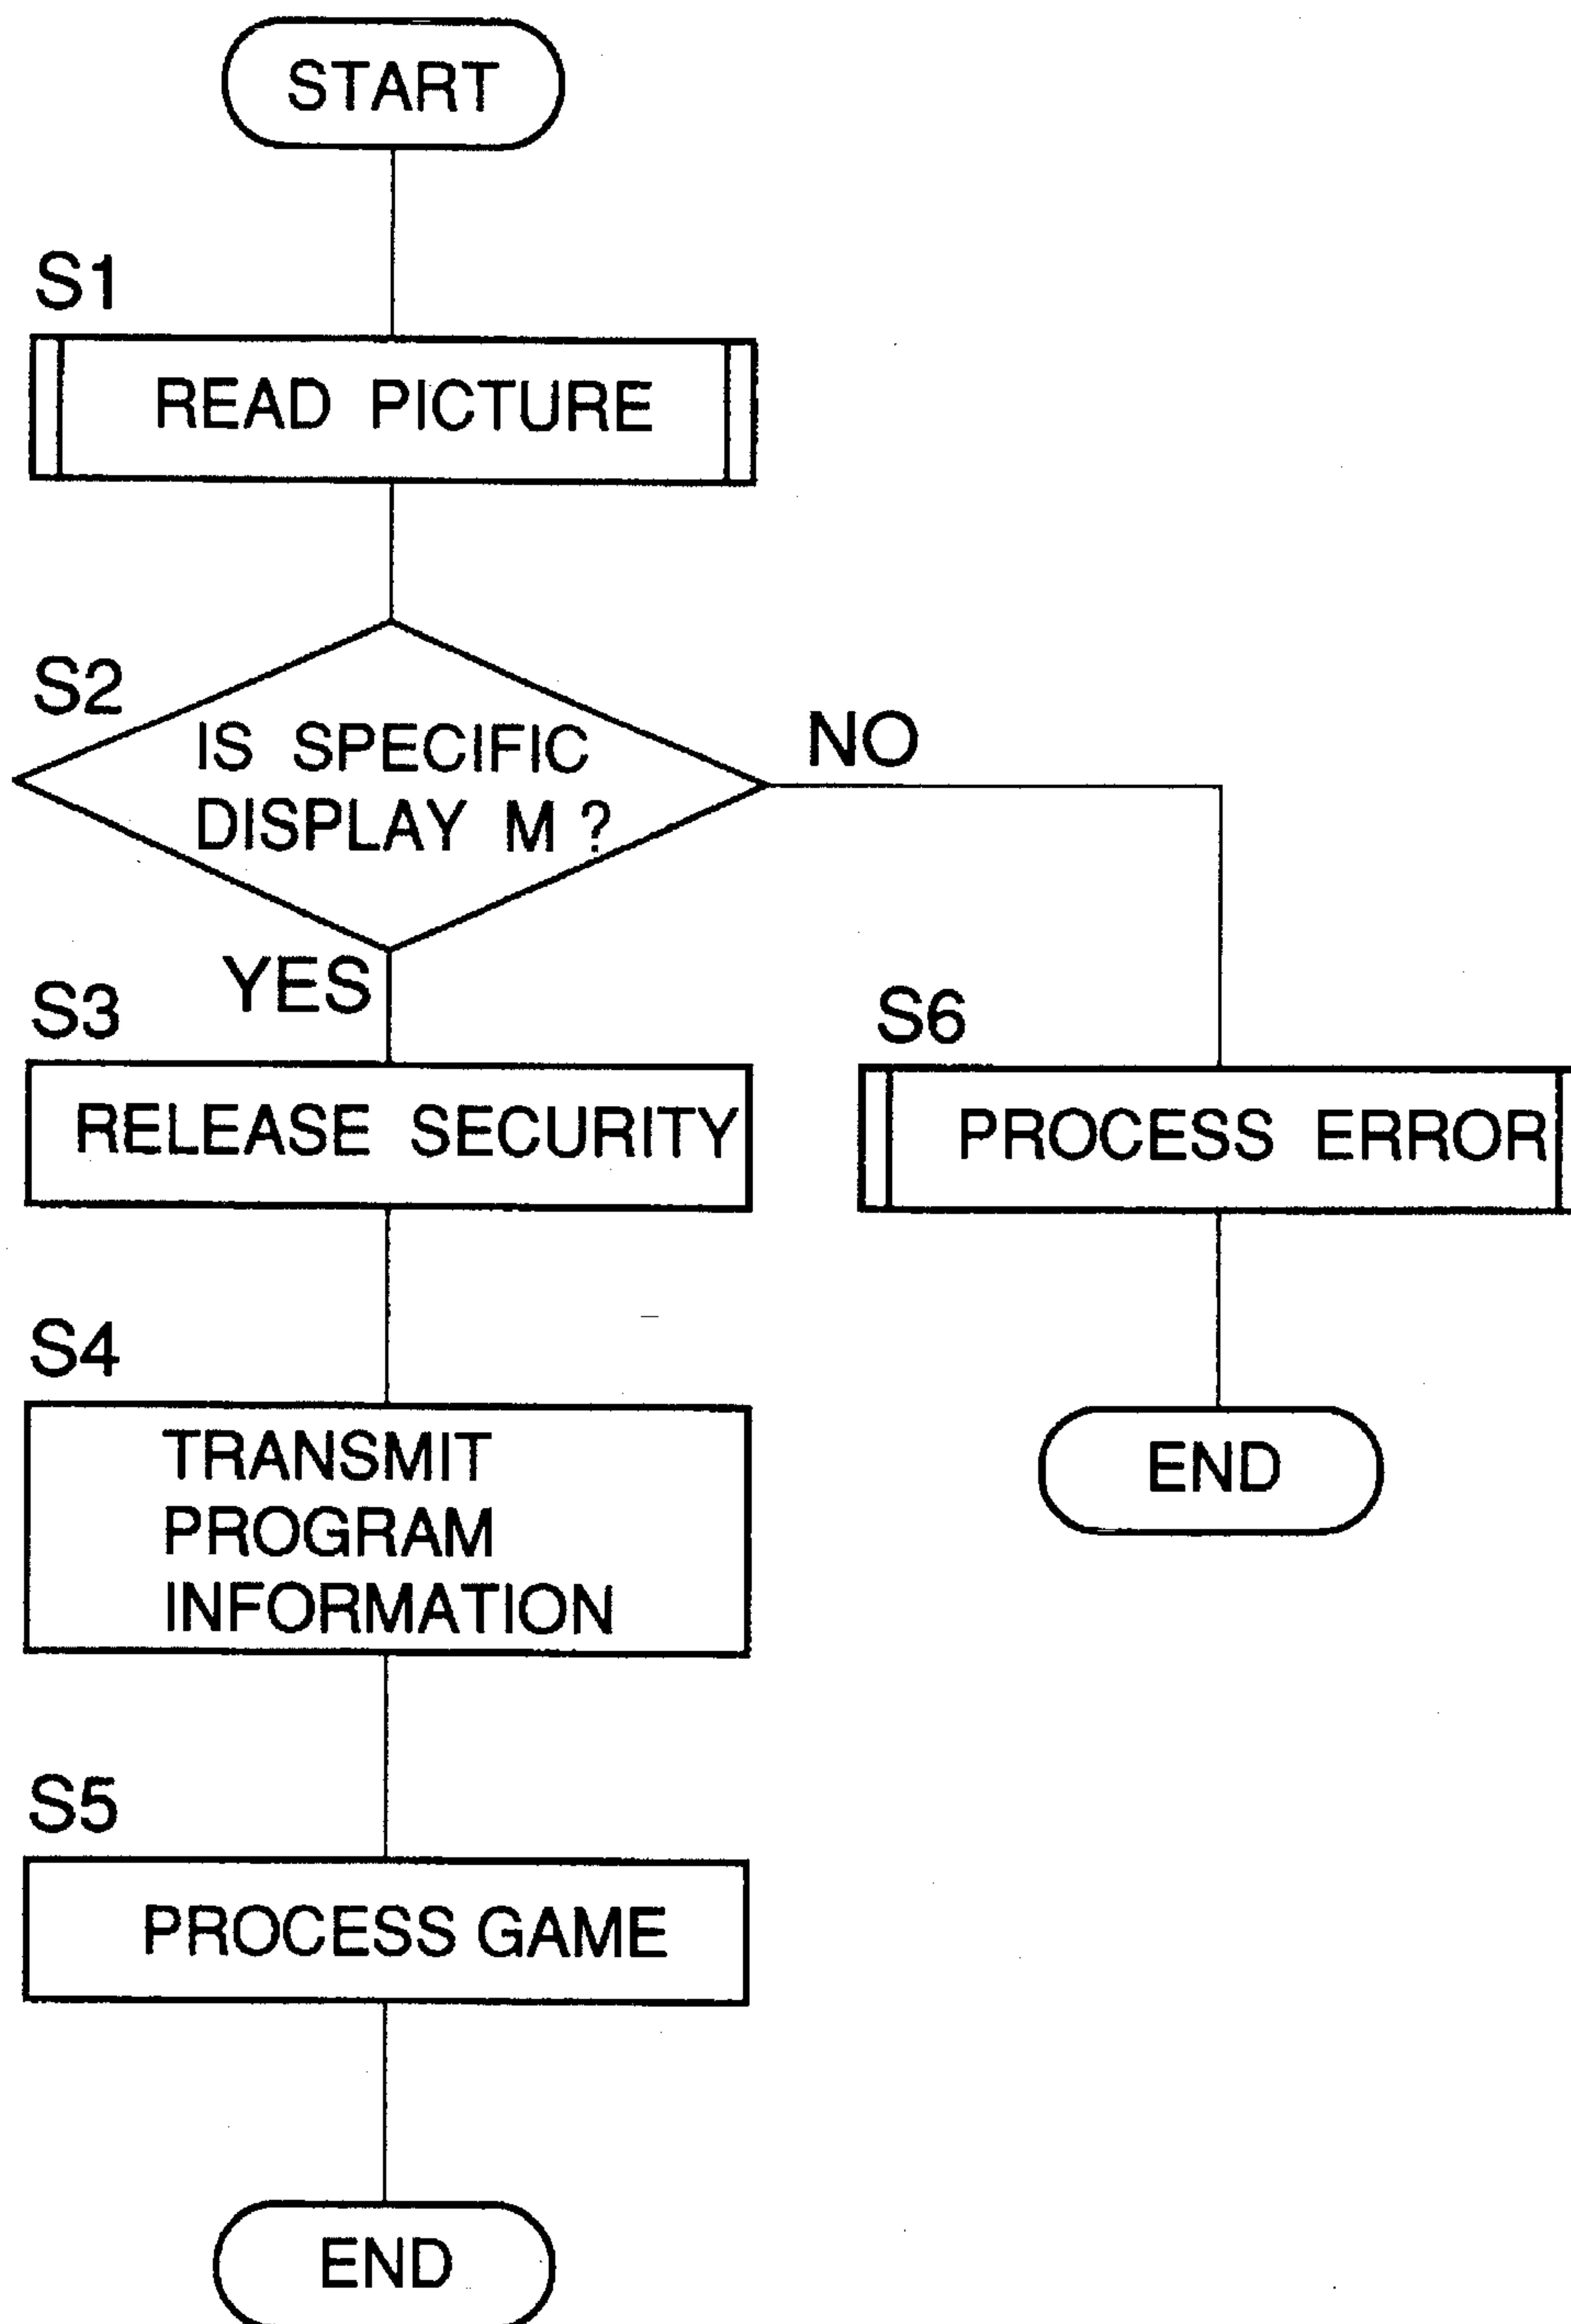 START
S1
READ PICTURE
S2
IS SPECIFIC
DISPLAY M ?
NO
YES
S3
RELEASE SECURITY
S6
PROCESS ERROR
S4
TRANSMIT
PROGRAM
INFORMATION
END
S5
PROCESS GAME
END